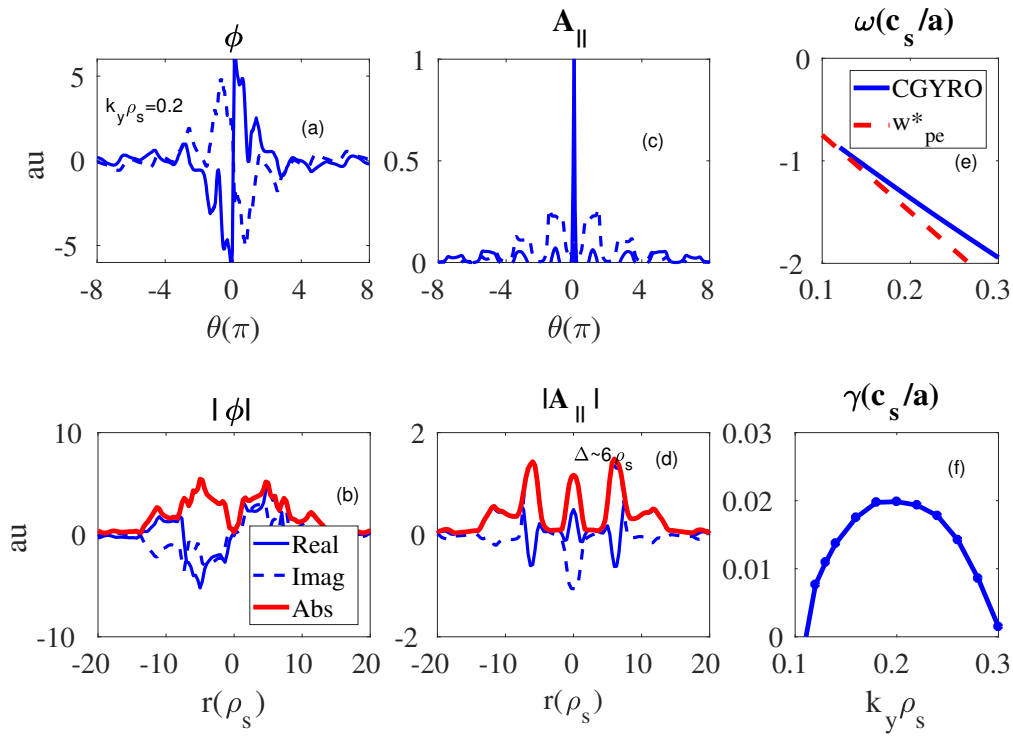 ϕ
6
0
-6
au
k_yρ_s=0.2
(a)
-8 -4 0 4 8
θ(π)
A_||
1
0.5
0
(c)
-8 -4 0 4 8
θ(π)
ω(c_s/a)
0
-1
-2
CGYRO
w*_pe
(e)
0.1 0.2 0.3
|ϕ|
10
0
-10
au
(b)
Real
Imag
Abs
-20 -10 0 10 20
r(ρ_s)
|A_|| |
2
0
-2
Δ~6ρ_s
(d)
-20 -10 0 10 20
r(ρ_s)
γ(c_s/a)
0.03
0.02
0.01
0
(f)
0.1 0.2 0.3
k_yρ_s